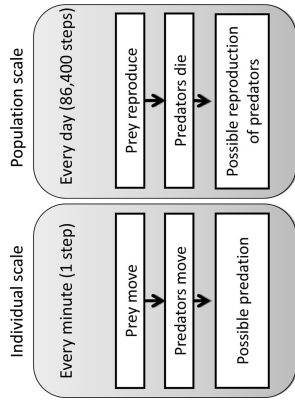 Individual scale
Every minute (1 step)
Prey move
Predators move
Possible predation
Population scale
Every day (86,400 steps)
Prey reproduce
Predators die
Possible reproduction
of predators